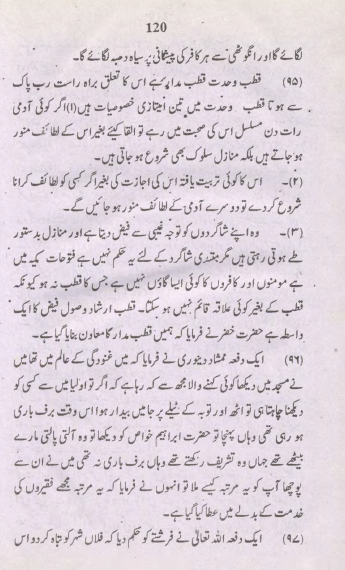 120
لگائے گا اور انگوٹھی سے ہر کافر کی پیشانی پر سیاہ دھبہ لگائے گا۔
(۹۵) قطب وحدت قطب مدار ہے اس کا تعلق براہ راست رب پاک
سے ہوتا قطب وحدت میں تین امتیازی خصوصیات ہیں (۱) اگر کوئی آدمی
رات دن مسلسل اس کی صحبت میں رہے تو القا کیئے بغیر اس کے لطائف منور
ہو جاتے ہیں بلکہ منازل سلوک بھی شروع ہو جاتی ہیں۔
(۲)۔ اس کا کوئی تربیت یافتہ اس کی اجازت کی بغیر اگر کسی کو لطائف کرانا
شروع کر دے تو دوسرے آدمی کے لطائف منور ہو جائیں گے۔
(۳)۔ وہ اپنے شاگردوں کو توجہ غیبی سے فیض دیتا ہے اور منازل بدستور
طے ہوتی رہتی ہیں مگر مبتدی شاگرد کے لئے یہ حکم نہیں ہے فتوحات مکیہ میں
ہے مومنوں اور کافروں کا کوئی ایسا گاؤں نہیں ہے جس کا قطب نہ ہو کیونکہ
قطب کے بغیر کوئی علاقہ قائم نہیں ہو سکتا۔ قطب ارشاد وصول فیض کا ایک
واسطہ ہے حضرت خضر نے فرمایا کہ ہمیں قطب مدار کا معاون بنایا گیا ہے۔
(۹۶) ایک دفعہ ممشاد دینوری نے فرمایا کہ میں غنودگی کے عالم میں تھا میں
نے مسجد میں دیکھا کوئی کہنے والا مجھ سے کہہ رہا ہے کہ اگر تو اولیا میں سے کسی کو
دیکھنا چاہتا ہی تو اٹھ اور توبہ کے ٹیلے پر جا میں بیدار ہوا اس وقت برف باری
ہو رہی تھی وہاں پہنچا تو حضرت ابراہیم خواص کو دیکھا تو وہ آلتی پالتی مارے
بیٹھے تھے جہاں وہ تشریف رکھتے تھے وہاں برف باری نہ تھی میں نے ان سے
پوچھا آپ کو یہ مرتبہ کیسے ملا تو انہوں نے فرمایا کہ یہ مرتبہ مجھے فقیروں کی
خدمت کے بدلے میں عطا کیا گیا ہے۔
(۹۷) ایک دفعہ اللہ تعالیٰ نے فرشتے کو حکم دیا کہ فلاں شہر کو تباہ کر دو اس